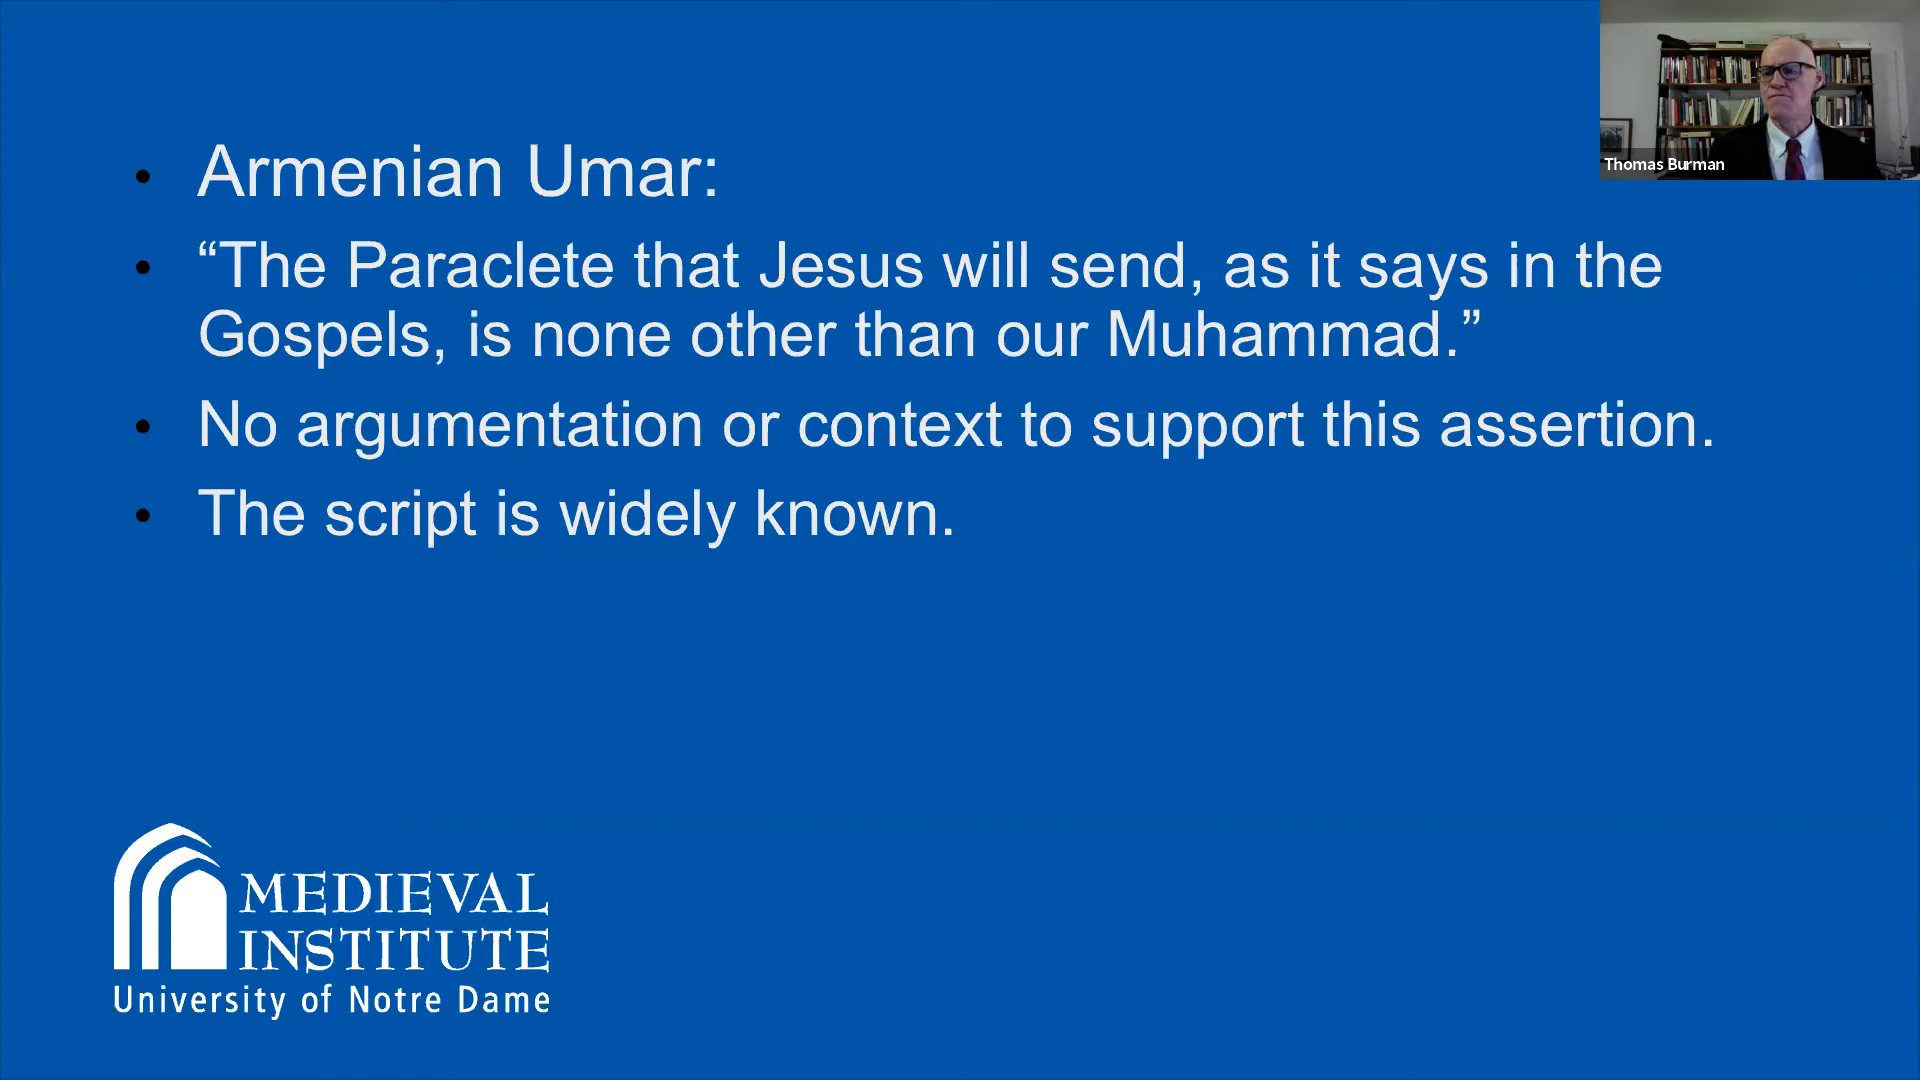 Armenian Umar:
“The Paraclete that Jesus will send, as it says in the
Gospels, is none other than our Muhammad.”
No argumentation or context to support this assertion.
The script is widely known.
Thomas Burman
MEDIEVAL
INSTITUTE
University of Notre Dame